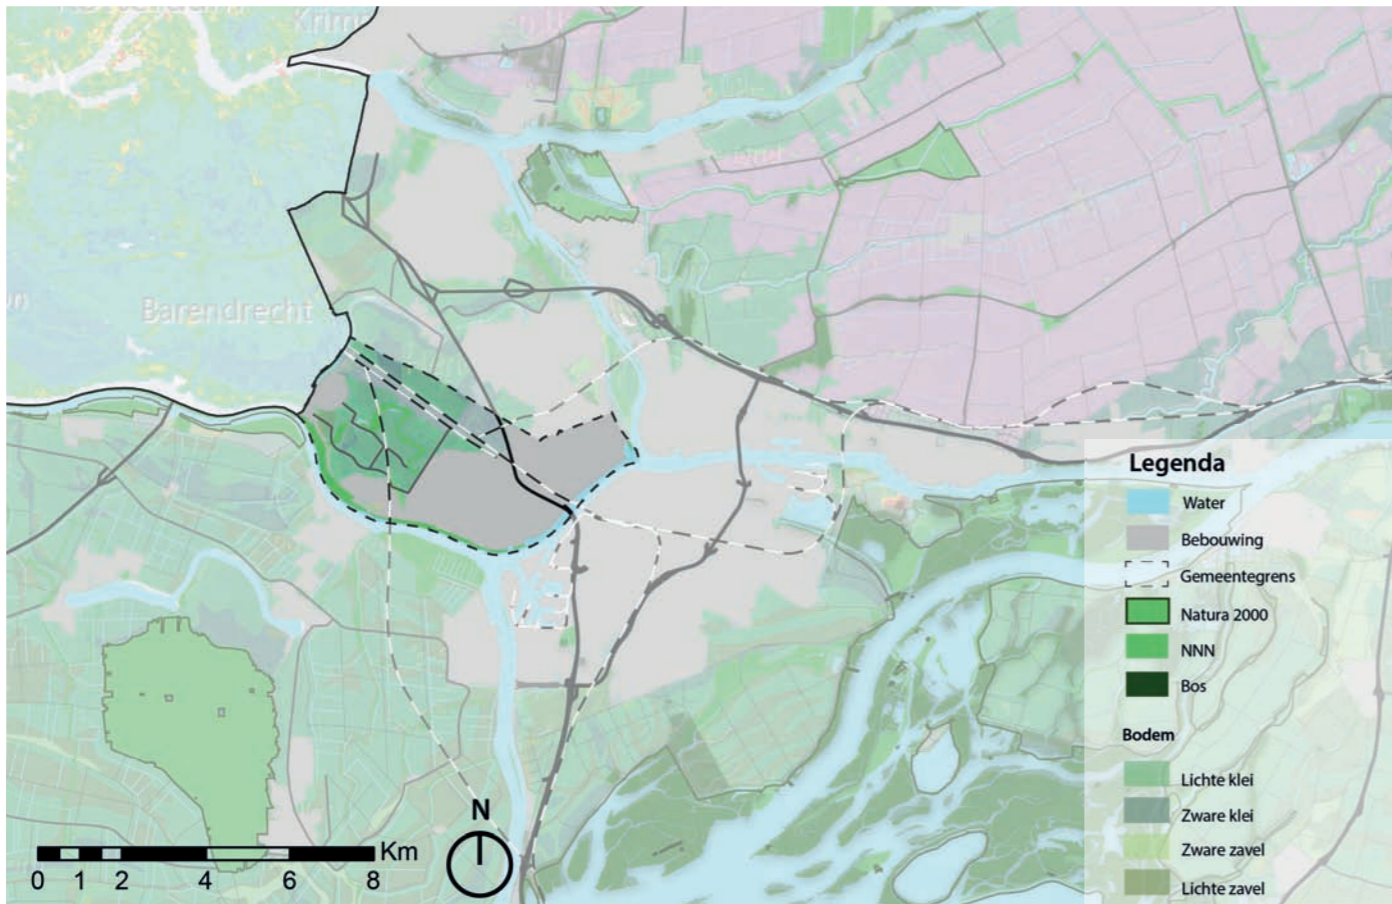 Barendrecht
Legenda
Water
Bebouwing
Gemeentegrens
Natura 2000
NNN
Bos
Bodem
Lichte klei
Zware klei
Zware zavel
Lichte zavel
N
Km
0 1 2 4 6 8